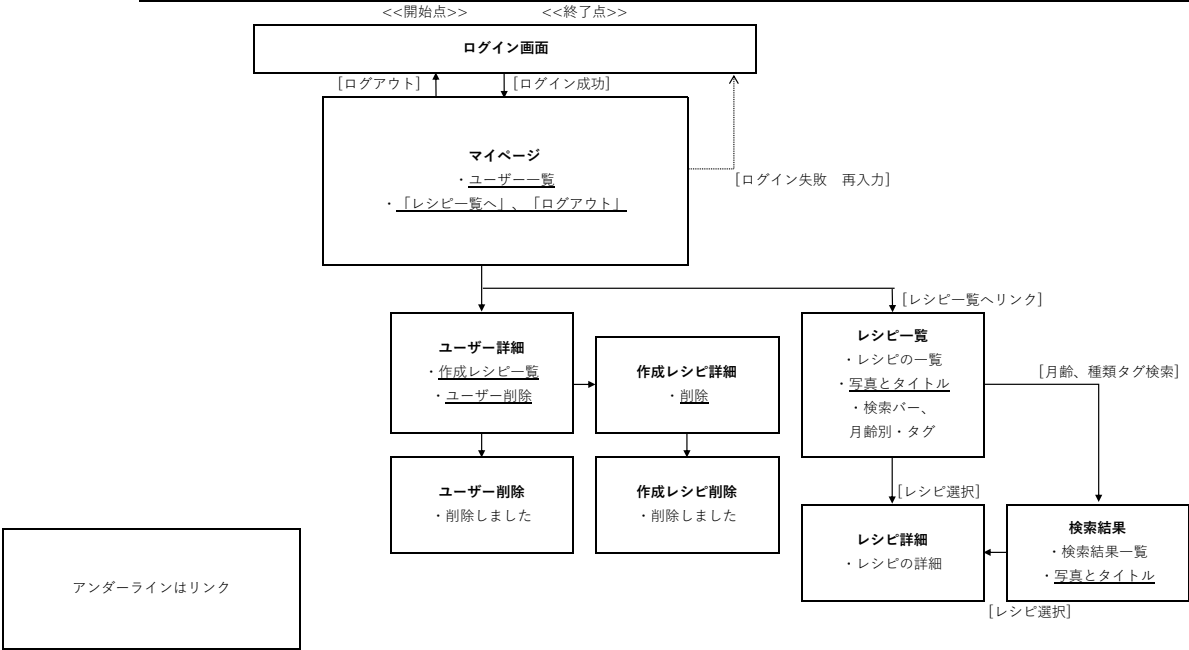 <<開始点>>
<<終了点>>
ログイン画面
[ログアウト]
[ログイン成功]
マイページ
・ユーザー一覧
・「レシピ一覧へ」、「ログアウト」
[ログイン失敗　再入力]
[レシピ一覧へリンク]
ユーザー詳細
・作成レシピ一覧
・ユーザー削除
作成レシピ詳細
・削除
レシピ一覧
・レシピの一覧
・写真とタイトル
・検索バー、
月齢別・タグ
[月齢、種類タグ検索]
ユーザー削除
・削除しました
作成レシピ削除
・削除しました
[レシピ選択]
レシピ詳細
・レシピの詳細
検索結果
・検索結果一覧
・写真とタイトル
[レシピ選択]
アンダーラインはリンク